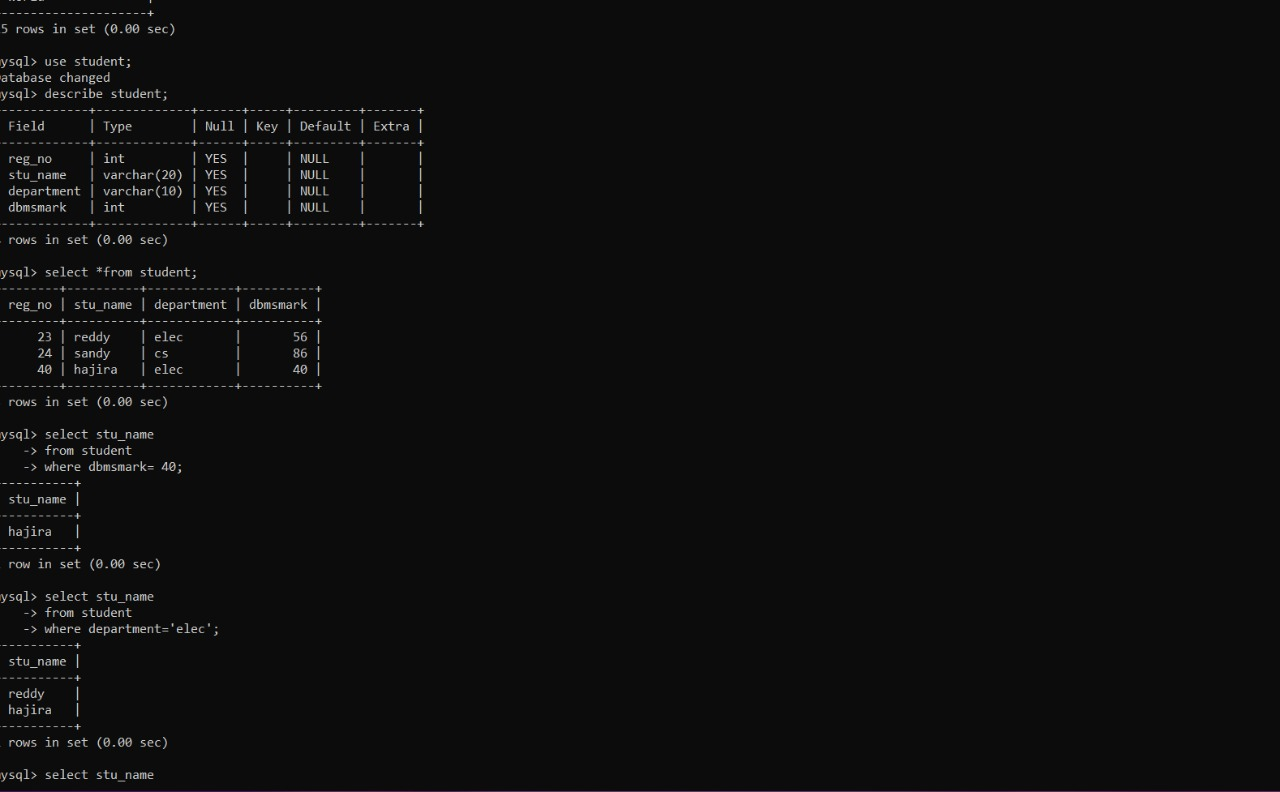 ---------------------+
5 rows in set (0.00 sec)
ysql> use student;
atabase changed
ysql> describe student;
------------+-------------+------+-----+---------+-------+
Field      | Type        | Null | Key | Default | Extra |
------------+-------------+------+-----+---------+-------+
reg_no     | int         | YES  |     | NULL    |       |
stu_name   | varchar(20) | YES  |     | NULL    |       |
department | varchar(10) | YES  |     | NULL    |       |
dbmsmark   | int         | YES  |     | NULL    |       |
------------+-------------+------+-----+---------+-------+
rows in set (0.00 sec)
ysql> select *from student;
--------+----------+------------+----------+
reg_no | stu_name | department | dbmsmark |
--------+----------+------------+----------+
23 | reddy    | elec       |       56 |
24 | sandy    | cs         |       86 |
40 | hajira   | elec       |       40 |
--------+----------+------------+----------+
rows in set (0.00 sec)
ysql> select stu_name
-> from student
-> where dbmsmark= 40;
----------+
stu_name |
----------+
hajira   |
----------+
row in set (0.00 sec)
ysql> select stu_name
-> from student
-> where department='elec';
----------+
stu_name |
----------+
reddy    |
hajira   |
----------+
rows in set (0.00 sec)
ysql> select stu_name